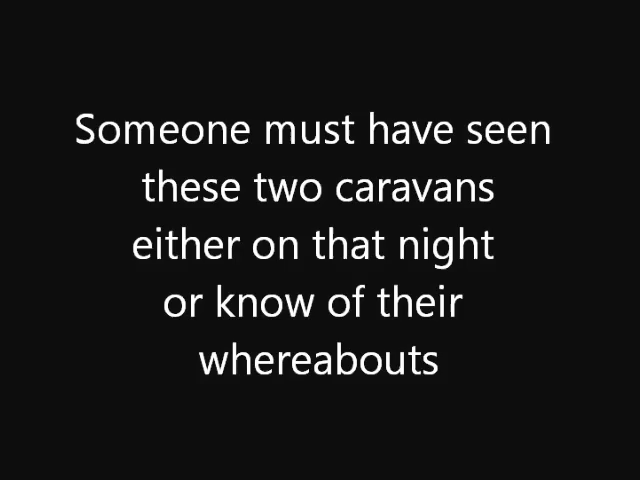 Someone must have seen
these two caravans
either on that night
or know of their
whereabouts